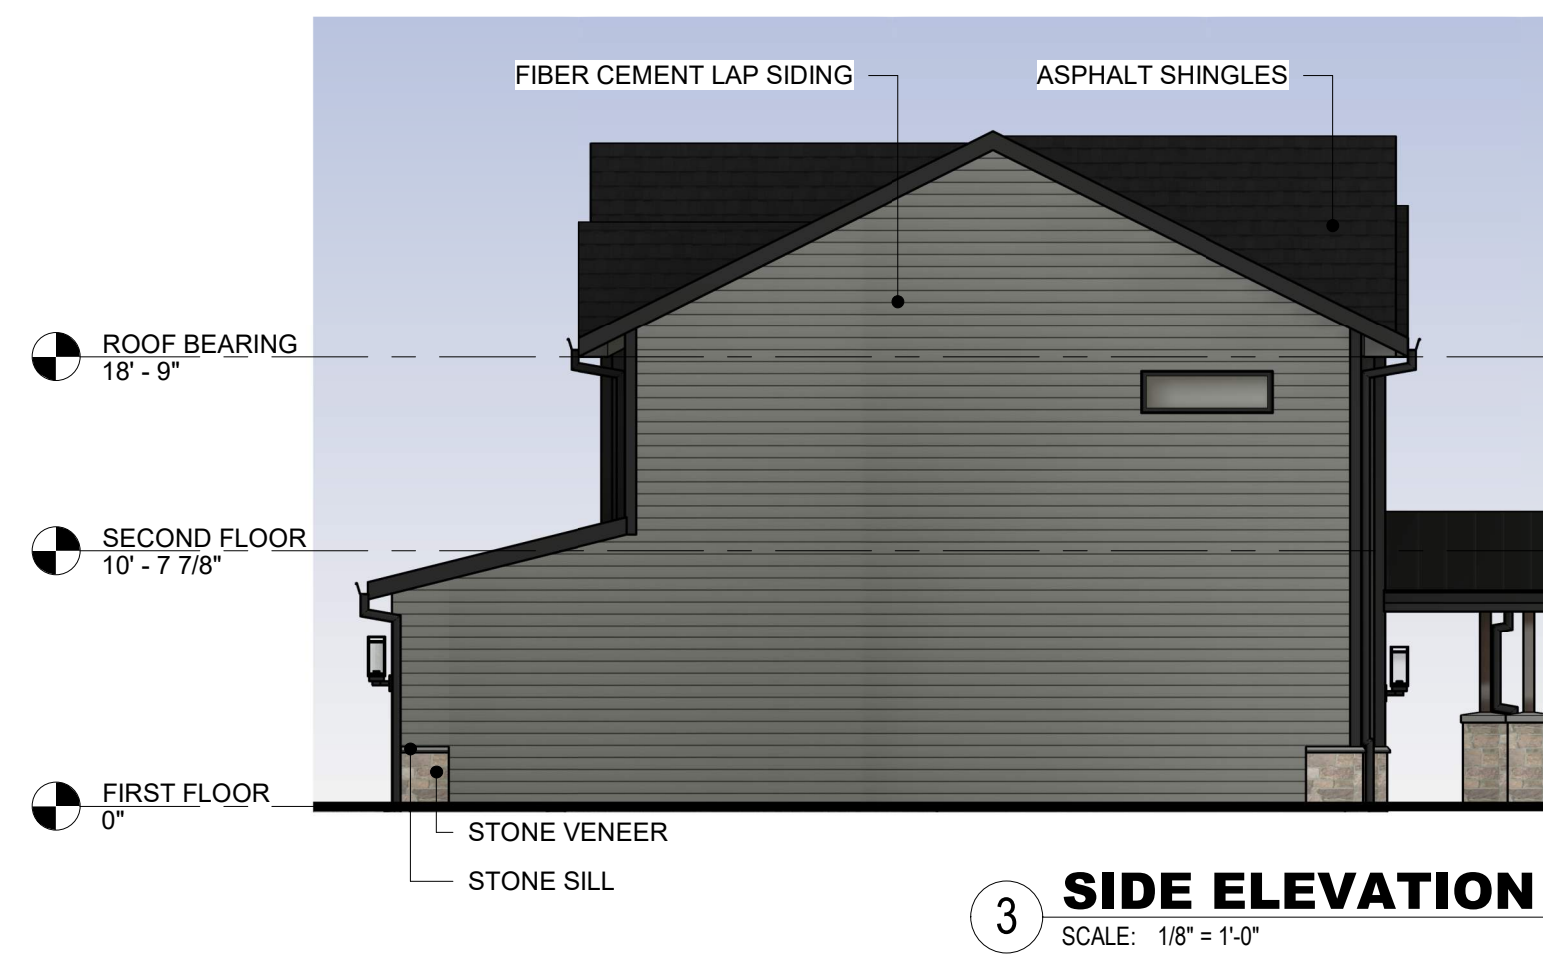 FIBER CEMENT LAP SIDING
ASPHALT SHINGLES
ROOF BEARING
18' - 9"
SECOND FLOOR
10' - 7 7/8"
FIRST FLOOR
0"
STONE VENEER
STONE SILL
3
SIDE ELEVATION
SCALE: 1/8" = 1'-0"